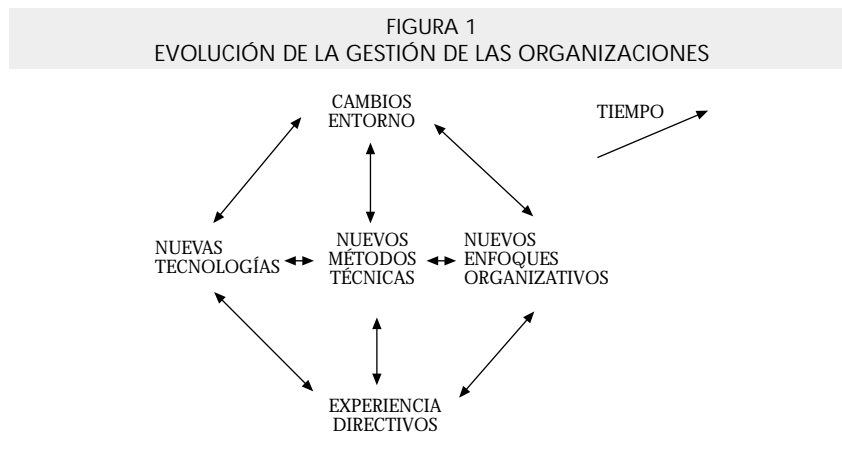 FIGURA 1
EVOLUCIÓN DE LA GESTIÓN DE LAS ORGANIZACIONES
CAMBIOS
ENTORNO
TIEMPO
NUEVAS
TECNOLOGÍAS
NUEVOS
MÉTODOS
TÉCNICAS
NUEVOS
ENFOQUES
ORGANIZATIVOS
EXPERIENCIA
DIRECTIVOS